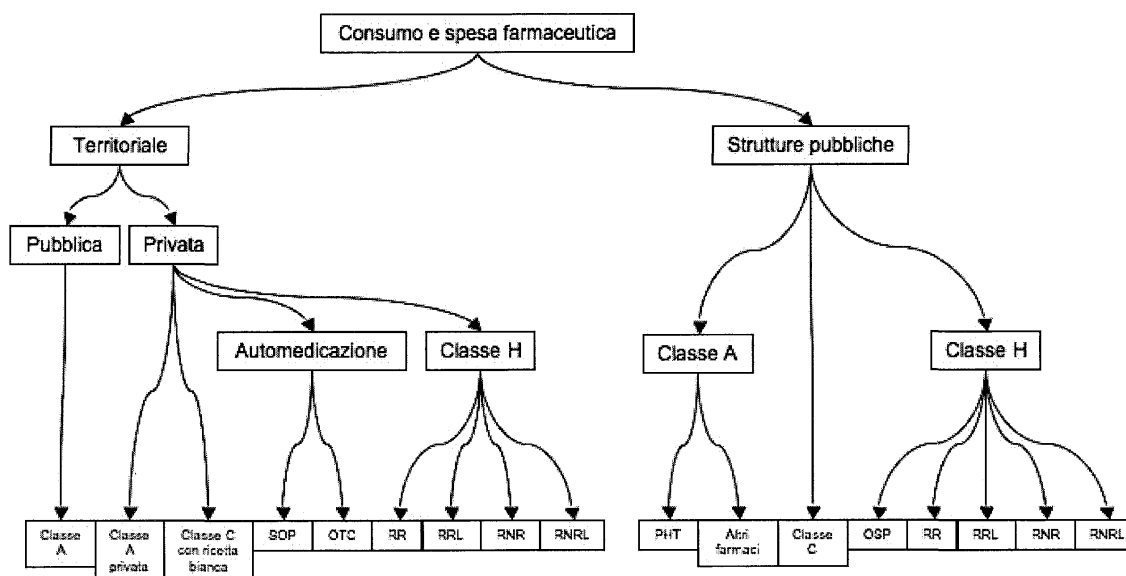 Consumo e spesa farmaceutica
Territoriale
Strutture pubbliche
Pubblica
Privata
Automedicazione
Classe H
Classe A
Classe H
Classe
A
Classe
A
privata
Classe C
con ricetta
bianca
SOP
OTC
RR
RRL
RNR
RNRL
PHT
Altri
farmaci
Classe
C
OSP
RR
RRL
RNR
RNRL